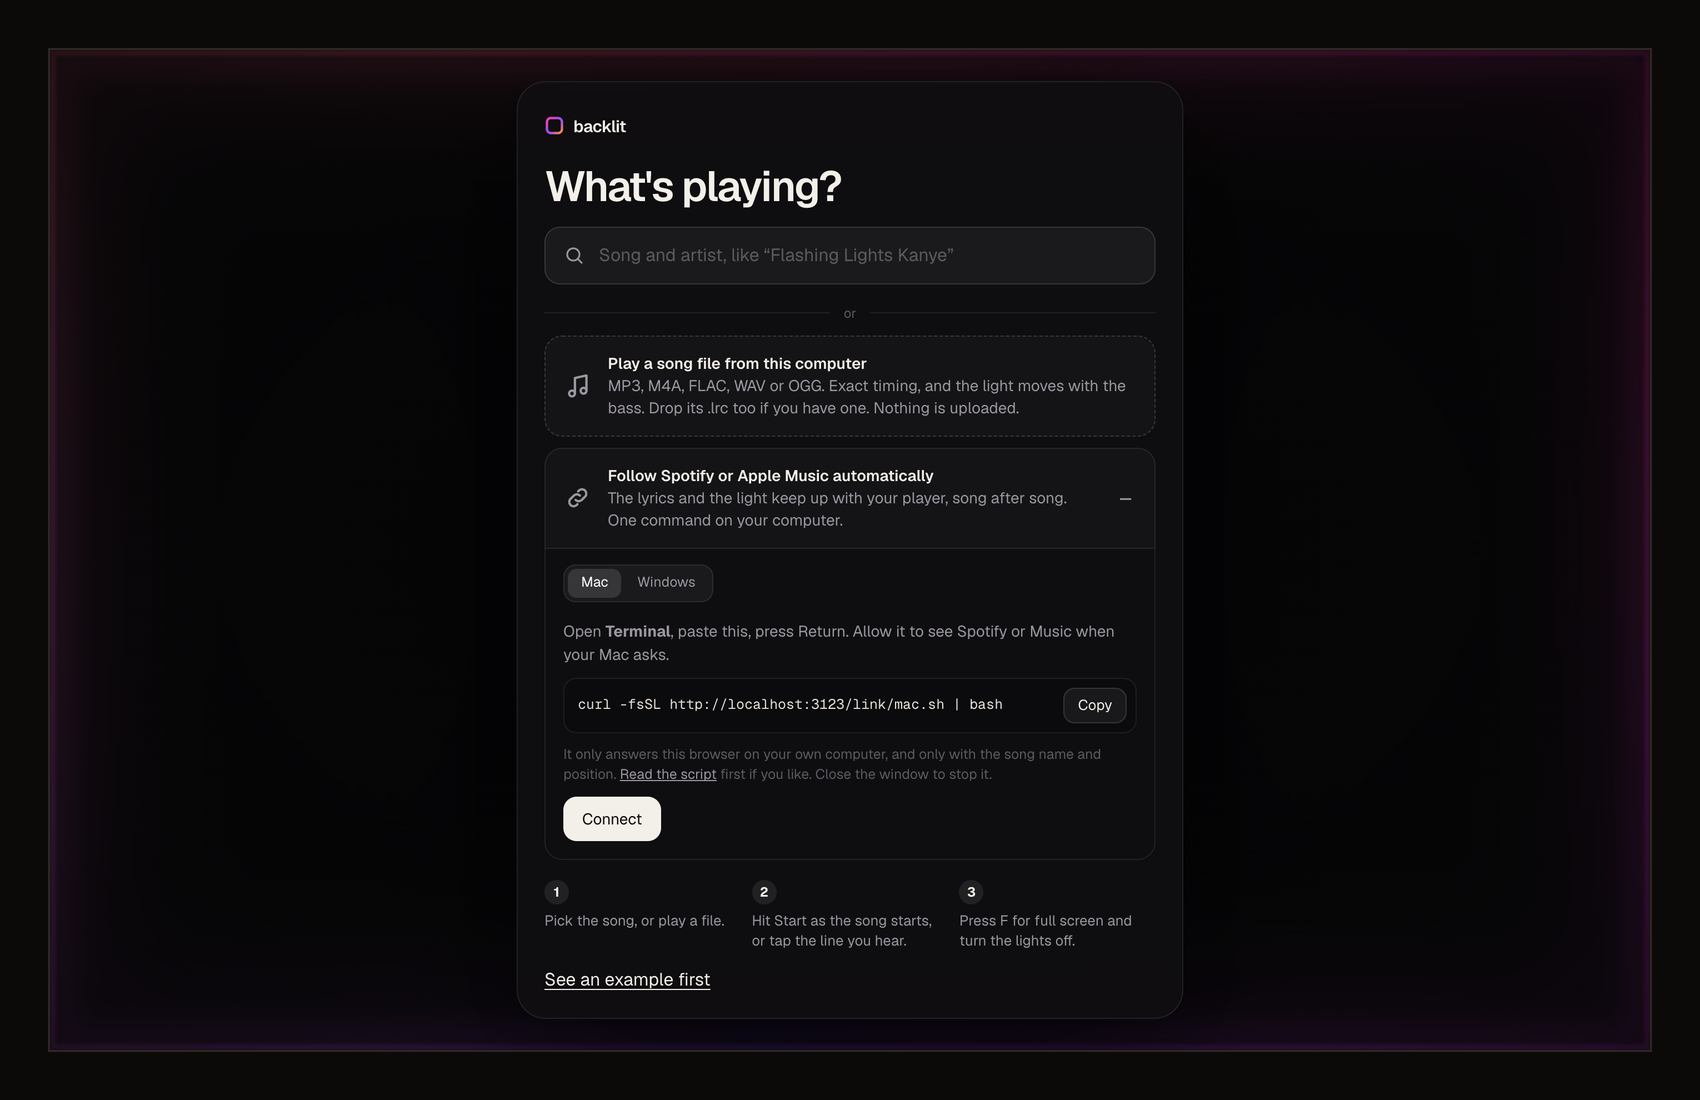 backlit
What's playing?
Song and artist, like “Flashing Lights Kanye”
or
Play a song file from this computer
MP3, M4A, FLAC, WAV or OGG. Exact timing, and the light moves with the
bass. Drop its .lrc too if you have one. Nothing is uploaded.
Follow Spotify or Apple Music automatically
The lyrics and the light keep up with your player, song after song.
One command on your computer.
Mac
Windows
Open Terminal, paste this, press Return. Allow it to see Spotify or Music when
your Mac asks.
curl -fsSL http://localhost:3123/link/mac.sh | bash
Copy
It only answers this browser on your own computer, and only with the song name and
position. Read the script first if you like. Close the window to stop it.
Connect
1
Pick the song, or play a file.
2
Hit Start as the song starts,
or tap the line you hear.
3
Press F for full screen and
turn the lights off.
See an example first